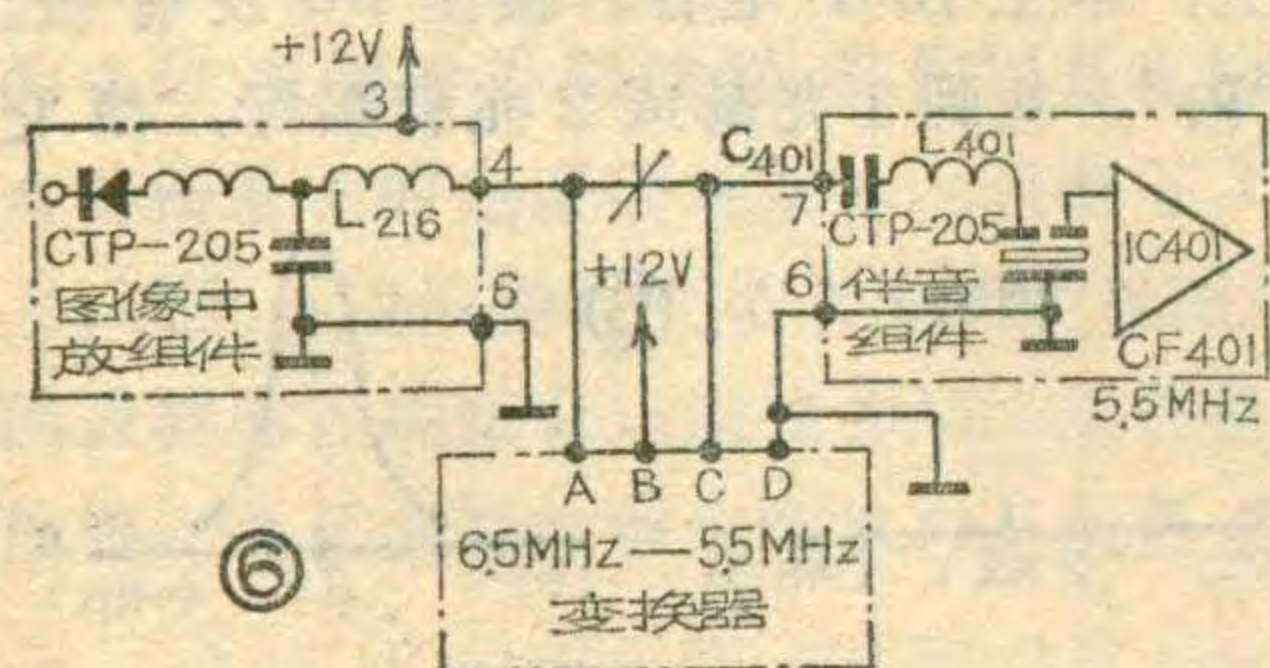 +12V
3
4
L216
CTP-205
图像中
放组件
6
+12V
C401
7
L401
CTP-205
伴音
组件
6
IC401
CF401
5.5MHz
A B C D
6.5MHz—5.5MHz
变换器
⑥